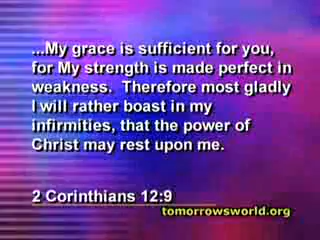 ...My grace is sufficient for you,
for My strength is made perfect in
weakness.  Therefore most gladly
I will rather boast in my
infirmities, that the power of
Christ may rest upon me.
2 Corinthians 12:9
tomorrowsworld.org